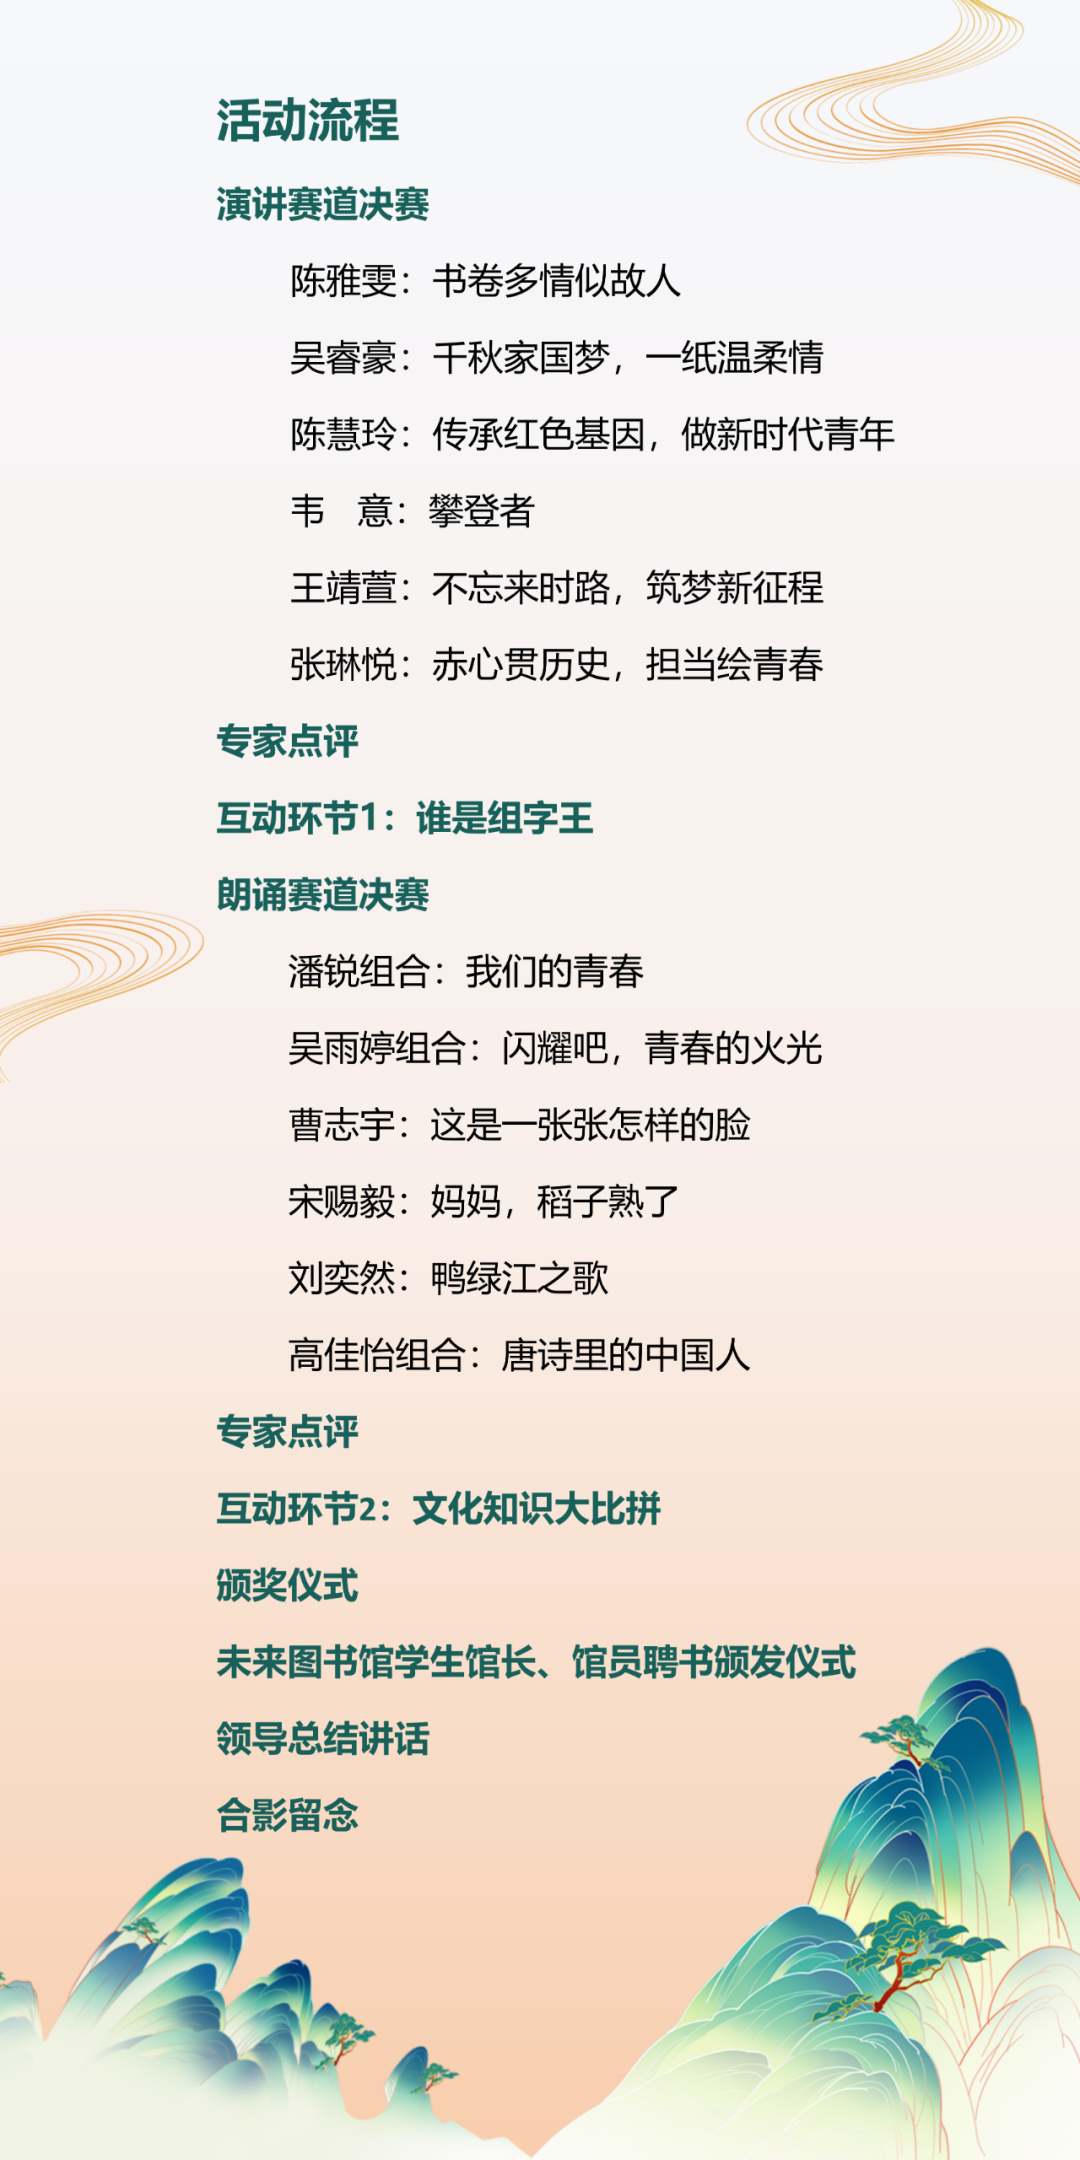 活动流程
演讲赛道决赛
陈雅雯：书卷多情似故人
吴睿豪：千秋家国梦，一纸温柔情
陈慧玲：传承红色基因，做新时代青年
韦　意：攀登者
王靖萱：不忘来时路，筑梦新征程
张琳悦：赤心贯历史，担当绘青春
专家点评
互动环节1：谁是组字王
朗诵赛道决赛
潘锐组合：我们的青春
吴雨婷组合：闪耀吧，青春的火光
曹志宇：这是一张张怎样的脸
宋赐毅：妈妈，稻子熟了
刘奕然：鸭绿江之歌
高佳怡组合：唐诗里的中国人
专家点评
互动环节2：文化知识大比拼
颁奖仪式
未来图书馆学生馆长、馆员聘书颁发仪式
领导总结讲话
合影留念